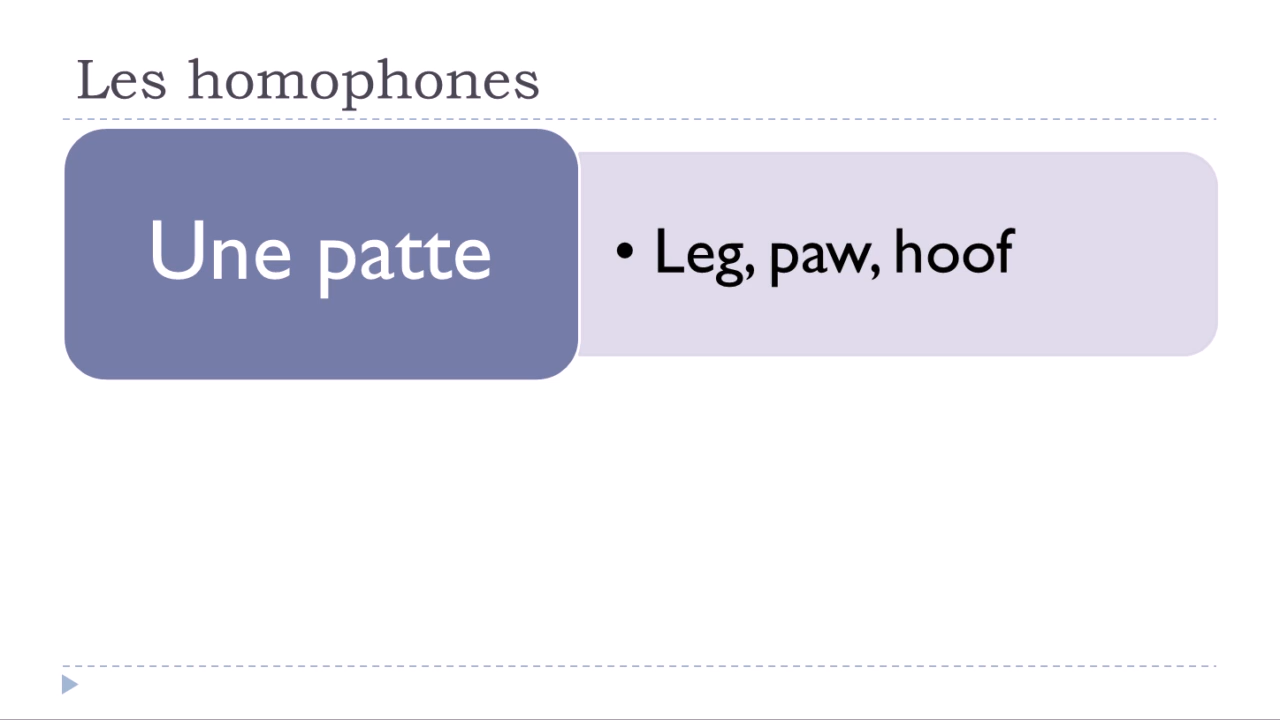 Les homophones
Une patte
• Leg, paw, hoof